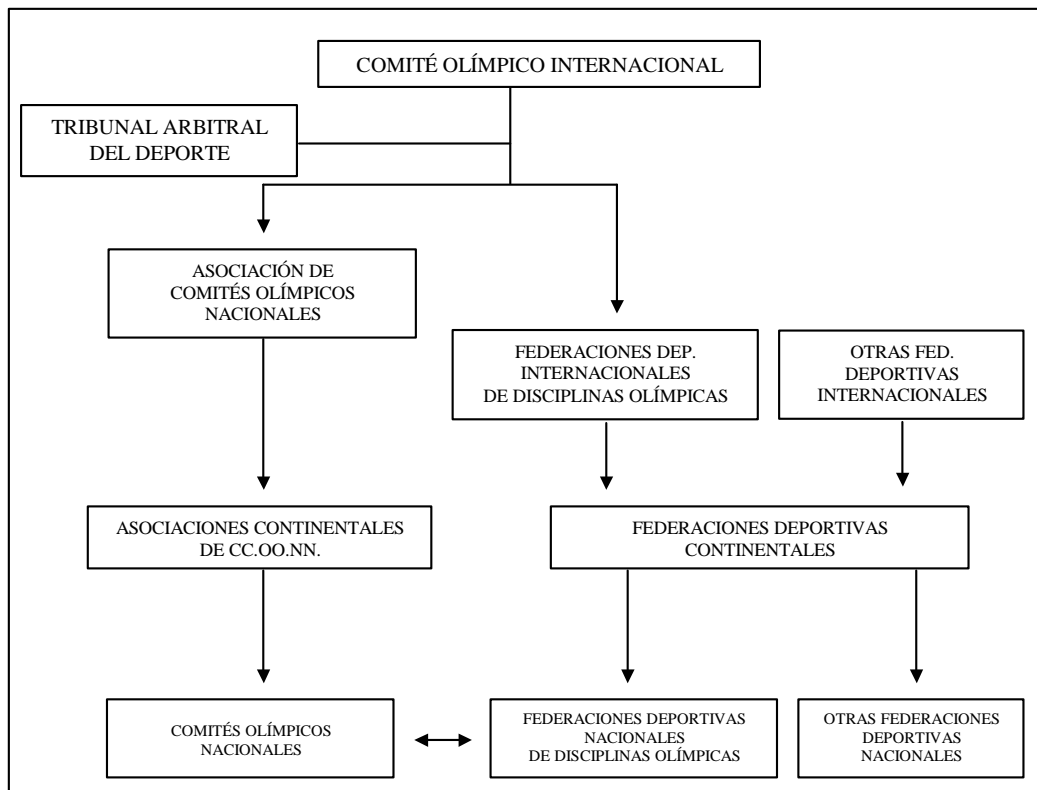 COMITÉ OLÍMPICO INTERNACIONAL
TRIBUNAL ARBITRAL
DEL DEPORTE
ASOCIACIÓN DE
COMITÉS OLÍMPICOS
NACIONALES
FEDERACIONES DEP.
INTERNACIONALES
DE DISCIPLINAS OLÍMPICAS
OTRAS FED.
DEPORTIVAS
INTERNACIONALES
ASOCIACIONES CONTINENTALES
DE CC.OO.NN.
FEDERACIONES DEPORTIVAS
CONTINENTALES
COMITÉS OLÍMPICOS
NACIONALES
FEDERACIONES DEPORTIVAS
NACIONALES
DE DISCIPLINAS OLÍMPICAS
OTRAS FEDERACIONES
DEPORTIVAS
NACIONALES